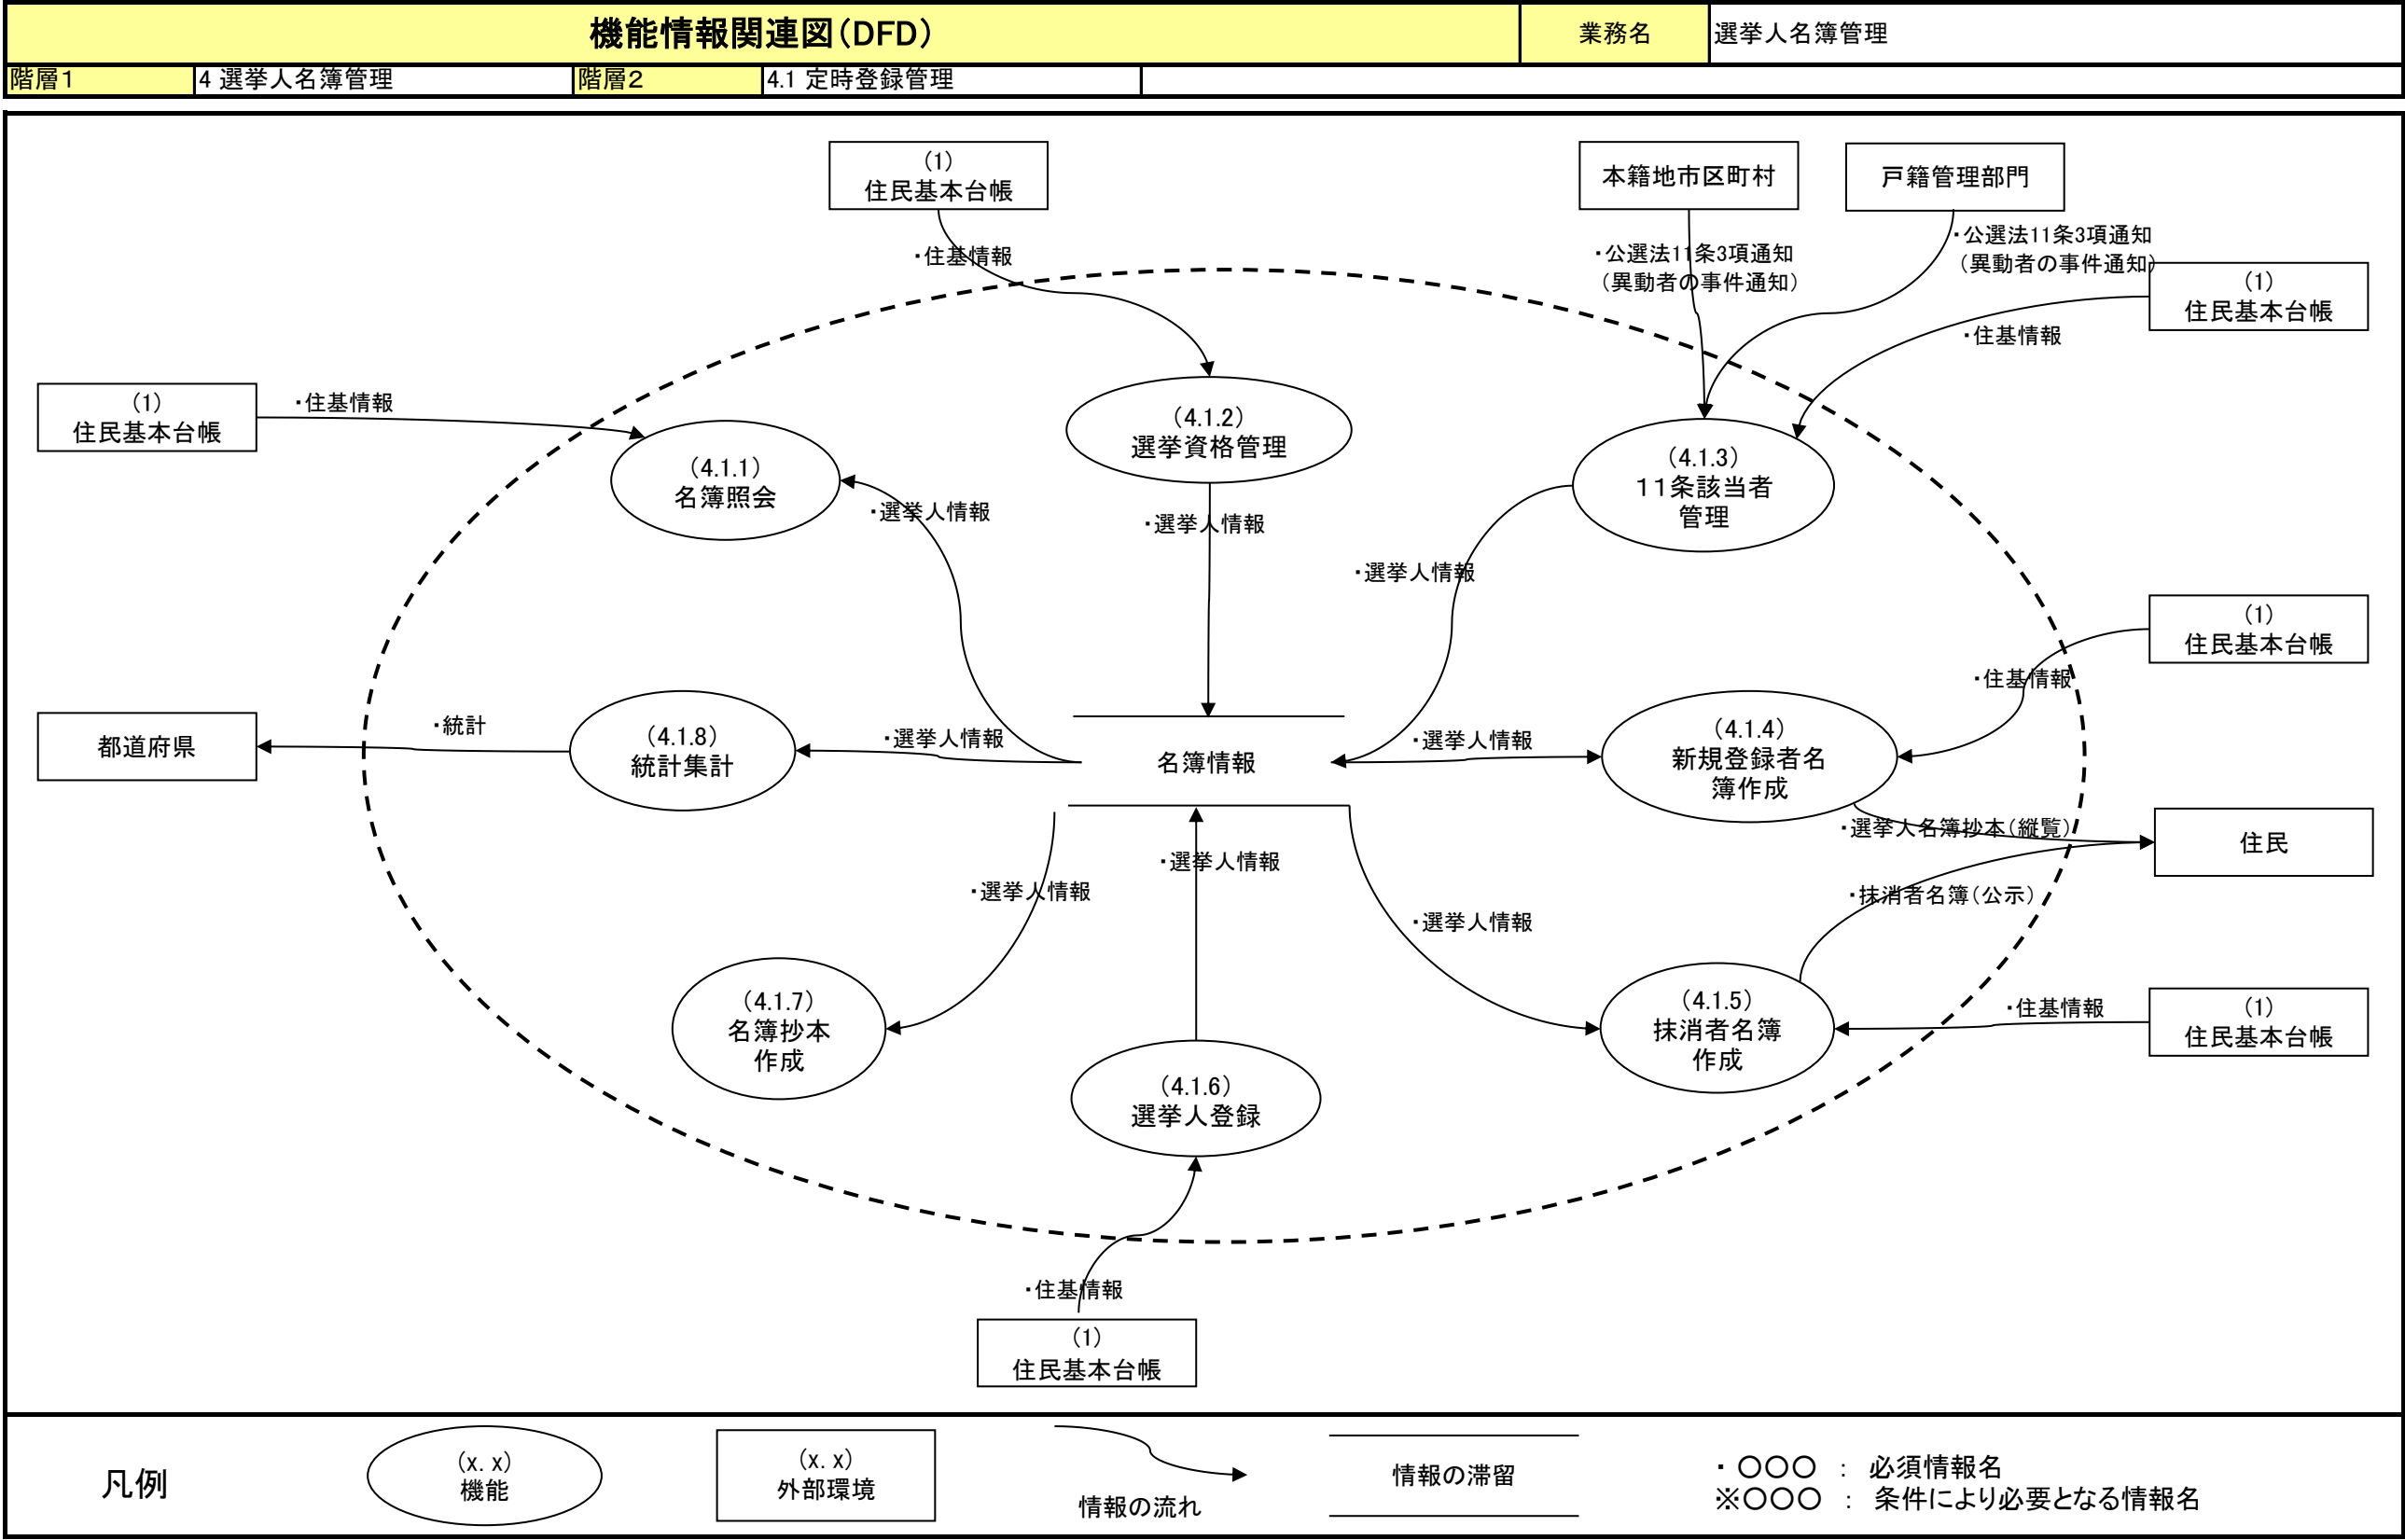 機能情報関連図（DFD）
業務名
選挙人名簿管理
階層１
4 選挙人名簿管理
階層２
4.1 定時登録管理
（1）
住民基本台帳
本籍地市区町村
戸籍管理部門
・住基情報
・公選法11条3項通知
（異動者の事件通知）
・公選法11条3項通知
（異動者の事件通知）
（1）
住民基本台帳
・住基情報
（1）
住民基本台帳
・住基情報
（4.1.1）
名簿照会
（4.1.2）
選挙資格管理
（4.1.3）
１１条該当者
管理
・選挙人情報
・選挙人情報
・選挙人情報
（1）
住民基本台帳
・住基情報
都道府県
・統計
（4.1.8）
統計集計
・選挙人情報
名簿情報
・選挙人情報
（4.1.4）
新規登録者名
簿作成
・選挙人名簿抄本（縦覧）
住民
・選挙人情報
・選挙人情報
・選挙人情報
・抹消者名簿（公示）
（4.1.7）
名簿抄本
作成
（4.1.6）
選挙人登録
（4.1.5）
抹消者名簿
作成
・住基情報
（1）
住民基本台帳
・住基情報
（1）
住民基本台帳
凡例
（x. x）
機能
（x. x）
外部環境
情報の流れ
情報の滞留
・ ○○○ ： 必須情報名
※○○○ ： 条件により必要となる情報名